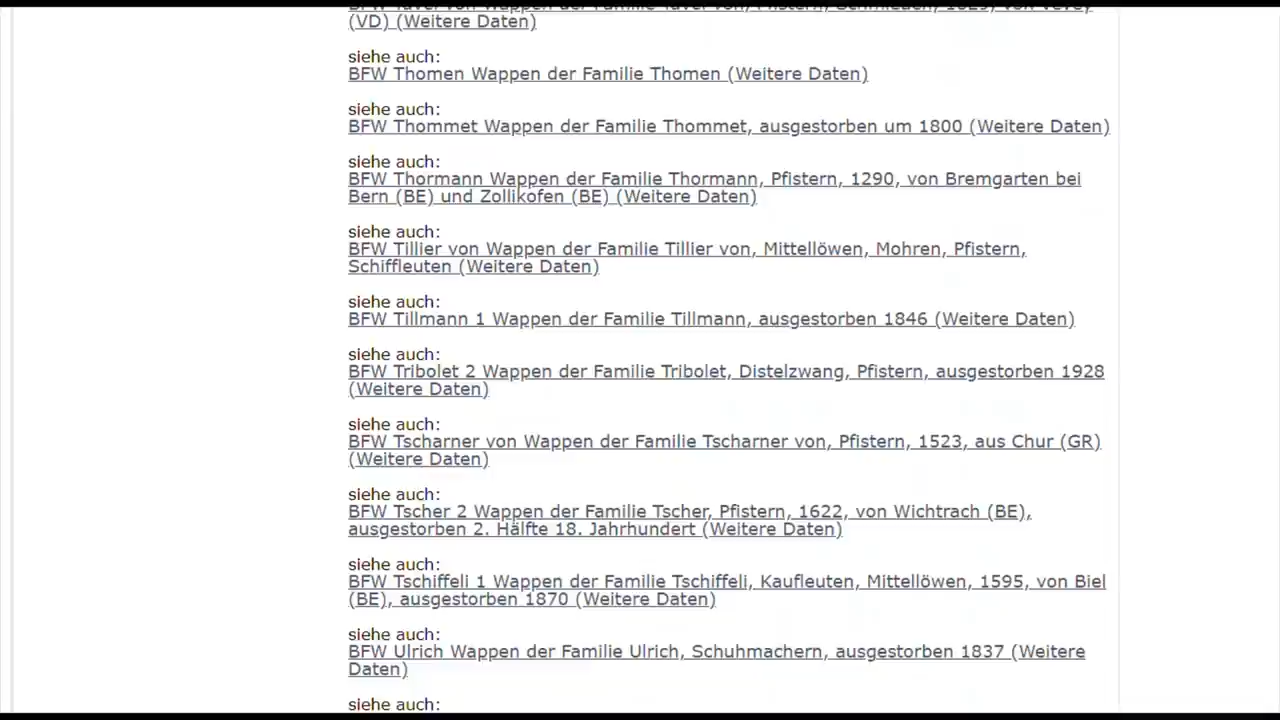 (VD) (Weitere Daten)
siehe auch:
BFW Thomen Wappen der Familie Thomen (Weitere Daten)
siehe auch:
BFW Thommet Wappen der Familie Thommet, ausgestorben um 1800 (Weitere Daten)
siehe auch:
BFW Thormann Wappen der Familie Thormann, Pfistern, 1290, von Bremgarten bei
Bern (BE) und Zollikofen (BE) (Weitere Daten)
siehe auch:
BFW Tillier von Wappen der Familie Tillier von, Mittellöwen, Mohren, Pfistern,
Schiffleuten (Weitere Daten)
siehe auch:
BFW Tillmann 1 Wappen der Familie Tillmann, ausgestorben 1846 (Weitere Daten)
siehe auch:
BFW Tribolet 2 Wappen der Familie Tribolet, Distelzwang, Pfistern, ausgestorben 1928
(Weitere Daten)
siehe auch:
BFW Tscharner von Wappen der Familie Tscharner von, Pfistern, 1523, aus Chur (GR)
(Weitere Daten)
siehe auch:
BFW Tscher 2 Wappen der Familie Tscher, Pfistern, 1622, von Wichtrach (BE),
ausgestorben 2. Hälfte 18. Jahrhundert (Weitere Daten)
siehe auch:
BFW Tschiffeli 1 Wappen der Familie Tschiffeli, Kaufleuten, Mittellöwen, 1595, von Biel
(BE), ausgestorben 1870 (Weitere Daten)
siehe auch:
BFW Ulrich Wappen der Familie Ulrich, Schuhmachern, ausgestorben 1837 (Weitere
Daten)
siehe auch: